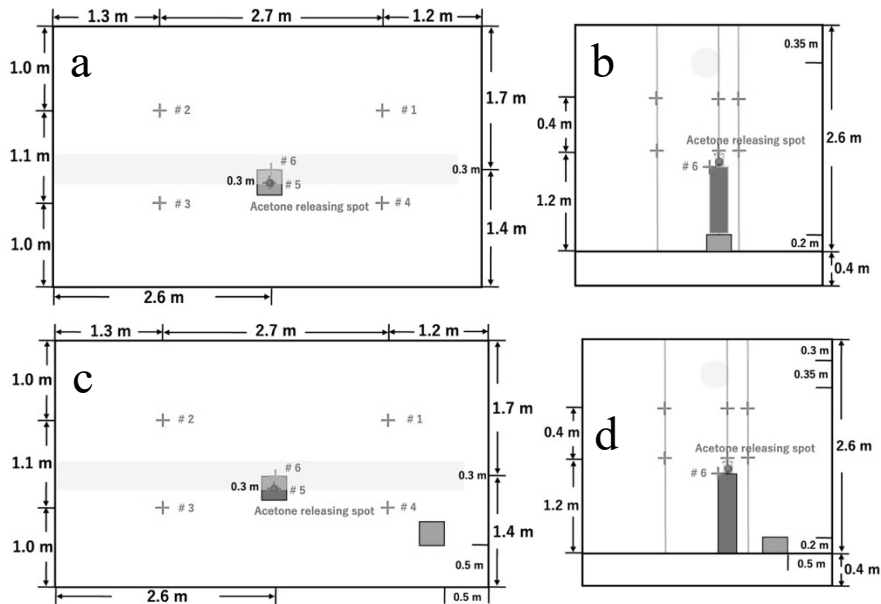 1.3 m 2.7 m 1.2 m
a
1.0 m
# 2 # 1
1.7 m
1.1 m
# 6
0.3 m
0.3 m
# 5
# 3 Acetone releasing spot # 4
1.4 m
1.0 m
2.6 m
b
0.35 m
0.4 m
Acetone releasing spot
2.6 m
# 6
1.2 m
0.2 m
0.4 m
1.3 m 2.7 m 1.2 m
c
1.0 m
# 2 # 1
1.7 m
1.1 m
# 6
0.3 m
0.3 m
# 5
# 3 Acetone releasing spot # 4
1.4 m
1.0 m
0.5 m
2.6 m
0.5 m
d
0.3 m
0.35 m
0.4 m
Acetone releasing spot
2.6 m
# 6
1.2 m
0.2 m
0.5 m
0.4 m